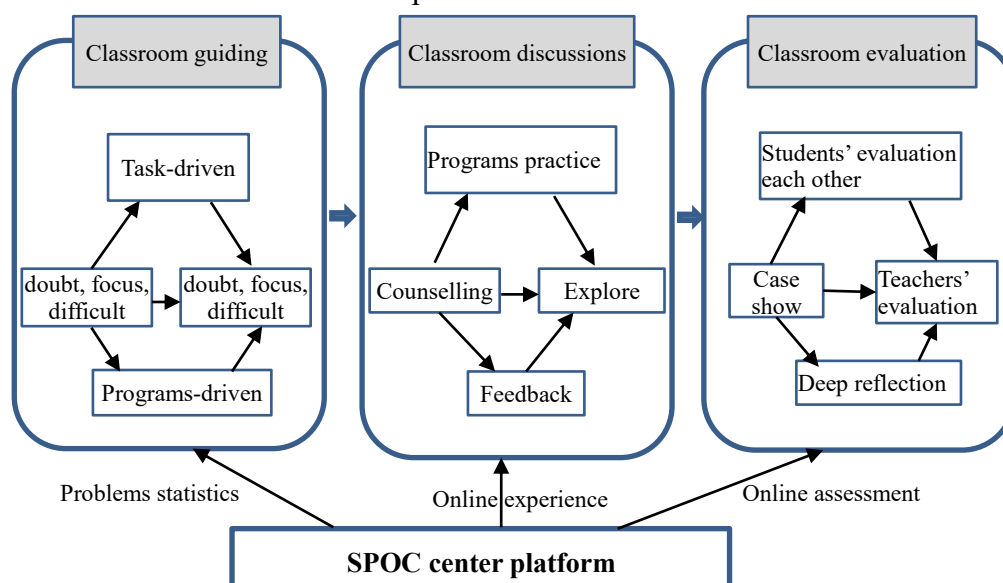 Classroom guiding
Classroom discussions
Classroom evaluation
Task-driven
doubt, focus,
difficult
doubt, focus,
difficult
Programs-driven
Programs practice
Counselling
Explore
Feedback
Students’ evaluation
each other
Case
show
Teachers’
evaluation
Deep reflection
Problems statistics
Online experience
Online assessment
SPOC center platform